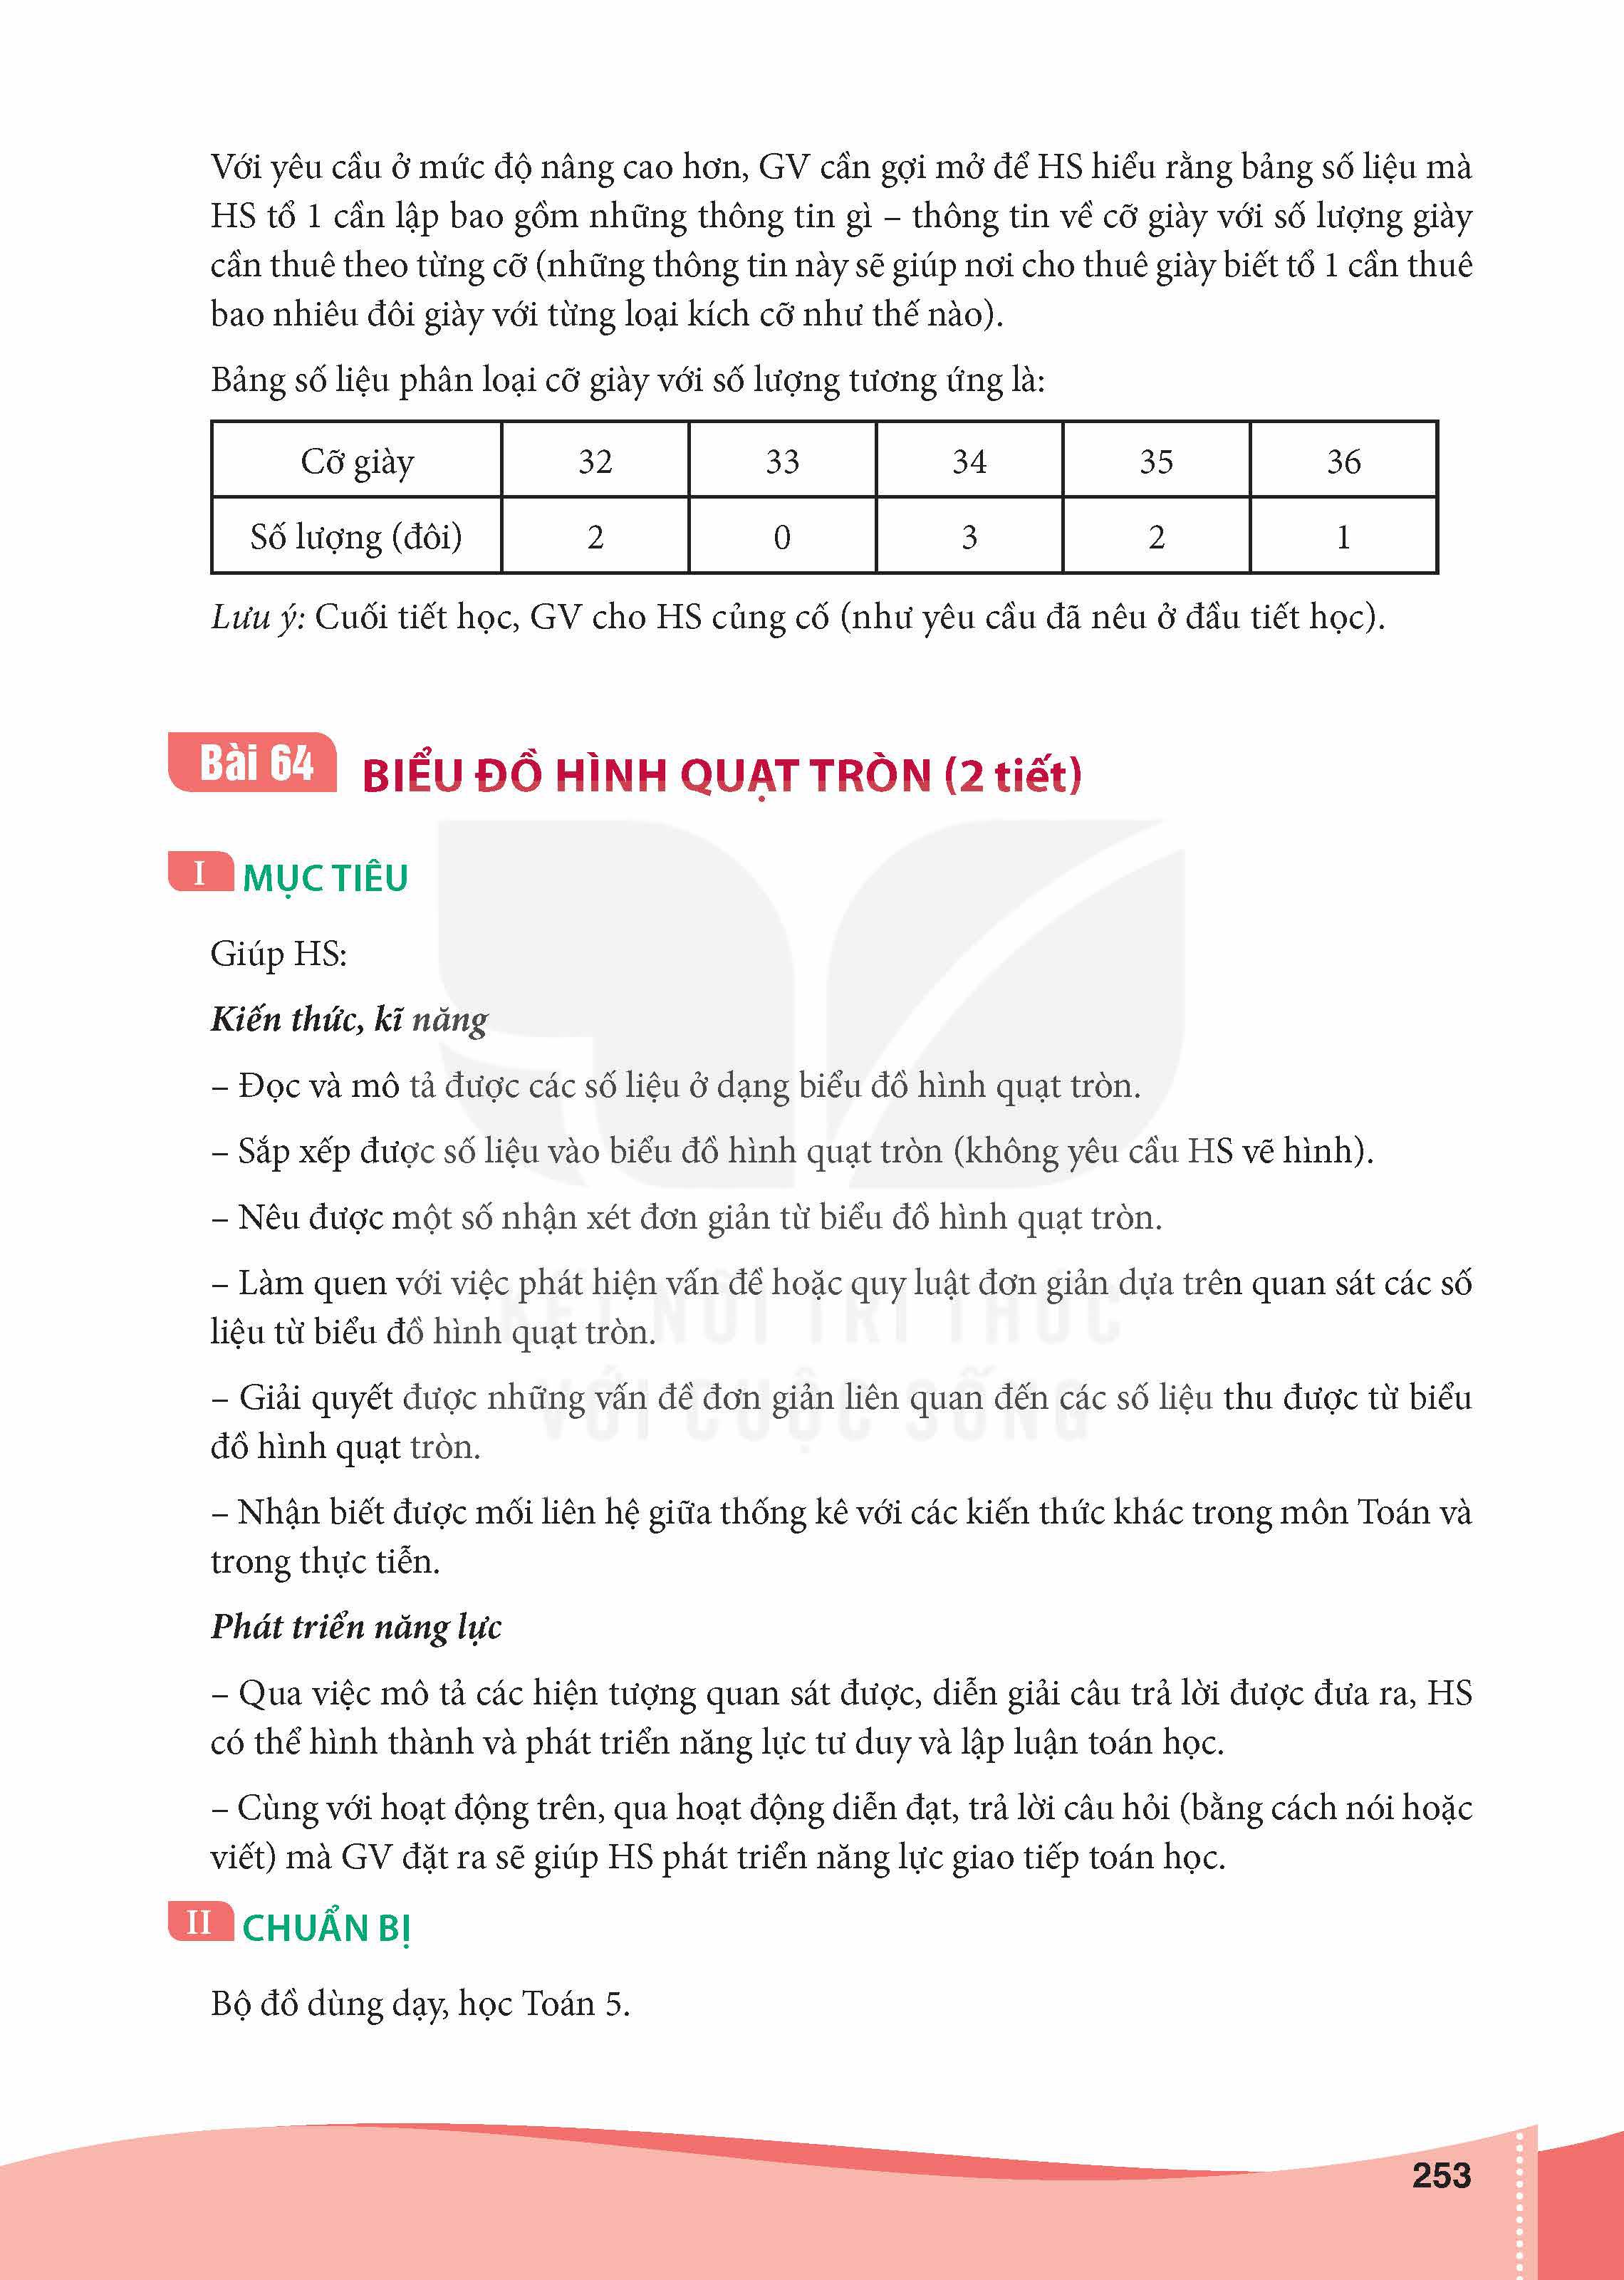 Với yêu cầu ở mức độ nâng cao hơn, GV cần gợi mở để HS hiểu rằng bảng số liệu mà
HS tổ 1 cần lập bao gồm những thông tin gì – thông tin về cỡ giày với số lượng giày
cần thuê theo từng cỡ (những thông tin này sẽ giúp nơi cho thuê giày biết tổ 1 cần thuê
bao nhiêu đôi giày với từng loại kích cỡ như thế nào).
Bảng số liệu phân loại cỡ giày với số lượng tương ứng là:
Cỡ giày 32 33 34 35 36
Số lượng (đôi) 2 0 3 2 1
Lưu ý: Cuối tiết học, GV cho HS củng cố (như yêu cầu đã nêu ở đầu tiết học).
Bài 64 BIỂU ĐỒ HÌNH QUẠT TRÒN (2 tiết)
I MỤC TIÊU
Giúp HS:
Kiến thức, kĩ năng
– Đọc và mô tả được các số liệu ở dạng biểu đồ hình quạt tròn.
– Sắp xếp được số liệu vào biểu đồ hình quạt tròn (không yêu cầu HS vẽ hình).
– Nêu được một số nhận xét đơn giản từ biểu đồ hình quạt tròn.
– Làm quen với việc phát hiện vấn đề hoặc quy luật đơn giản dựa trên quan sát các số
liệu từ biểu đồ hình quạt tròn.
KẾT NỐI TRI THỨC
– Giải quyết được những vấn đề đơn giản liên quan đến các số liệu thu được từ biểu
VỚI CUỘC SỐNG
đồ hình quạt tròn.
– Nhận biết được mối liên hệ giữa thống kê với các kiến thức khác trong môn Toán và
trong thực tiễn.
Phát triển năng lực
– Qua việc mô tả các hiện tượng quan sát được, diễn giải câu trả lời được đưa ra, HS
có thể hình thành và phát triển năng lực tư duy và lập luận toán học.
– Cùng với hoạt động trên, qua hoạt động diễn đạt, trả lời câu hỏi (bằng cách nói hoặc
viết) mà GV đặt ra sẽ giúp HS phát triển năng lực giao tiếp toán học.
II CHUẨN BỊ
Bộ đồ dùng dạy, học Toán 5.
253